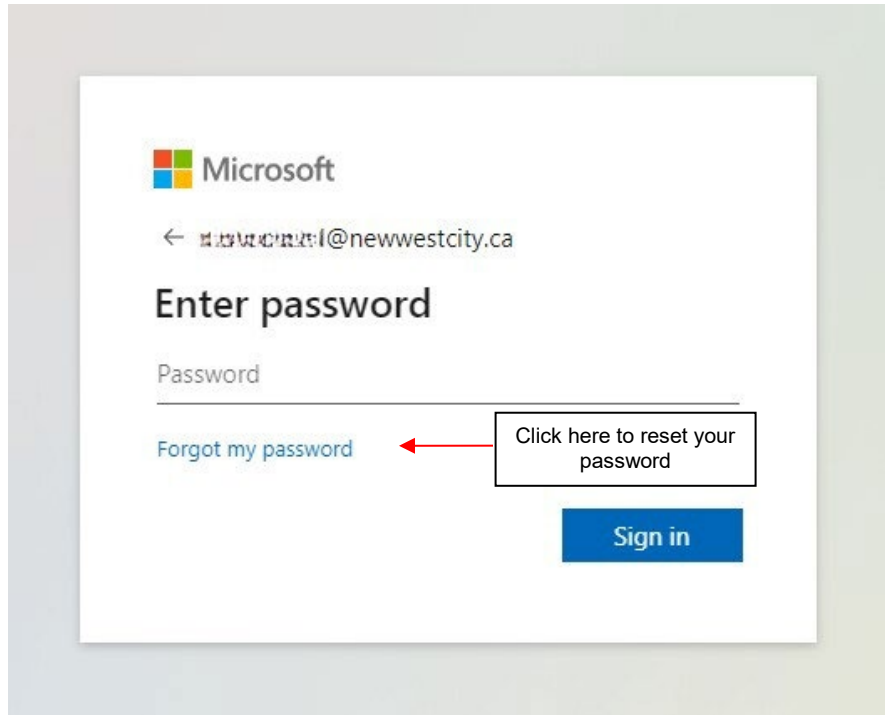 Microsoft
← @newwestcity.ca
Enter password
Password
Forgot my password
Click here to reset your
password
Sign in